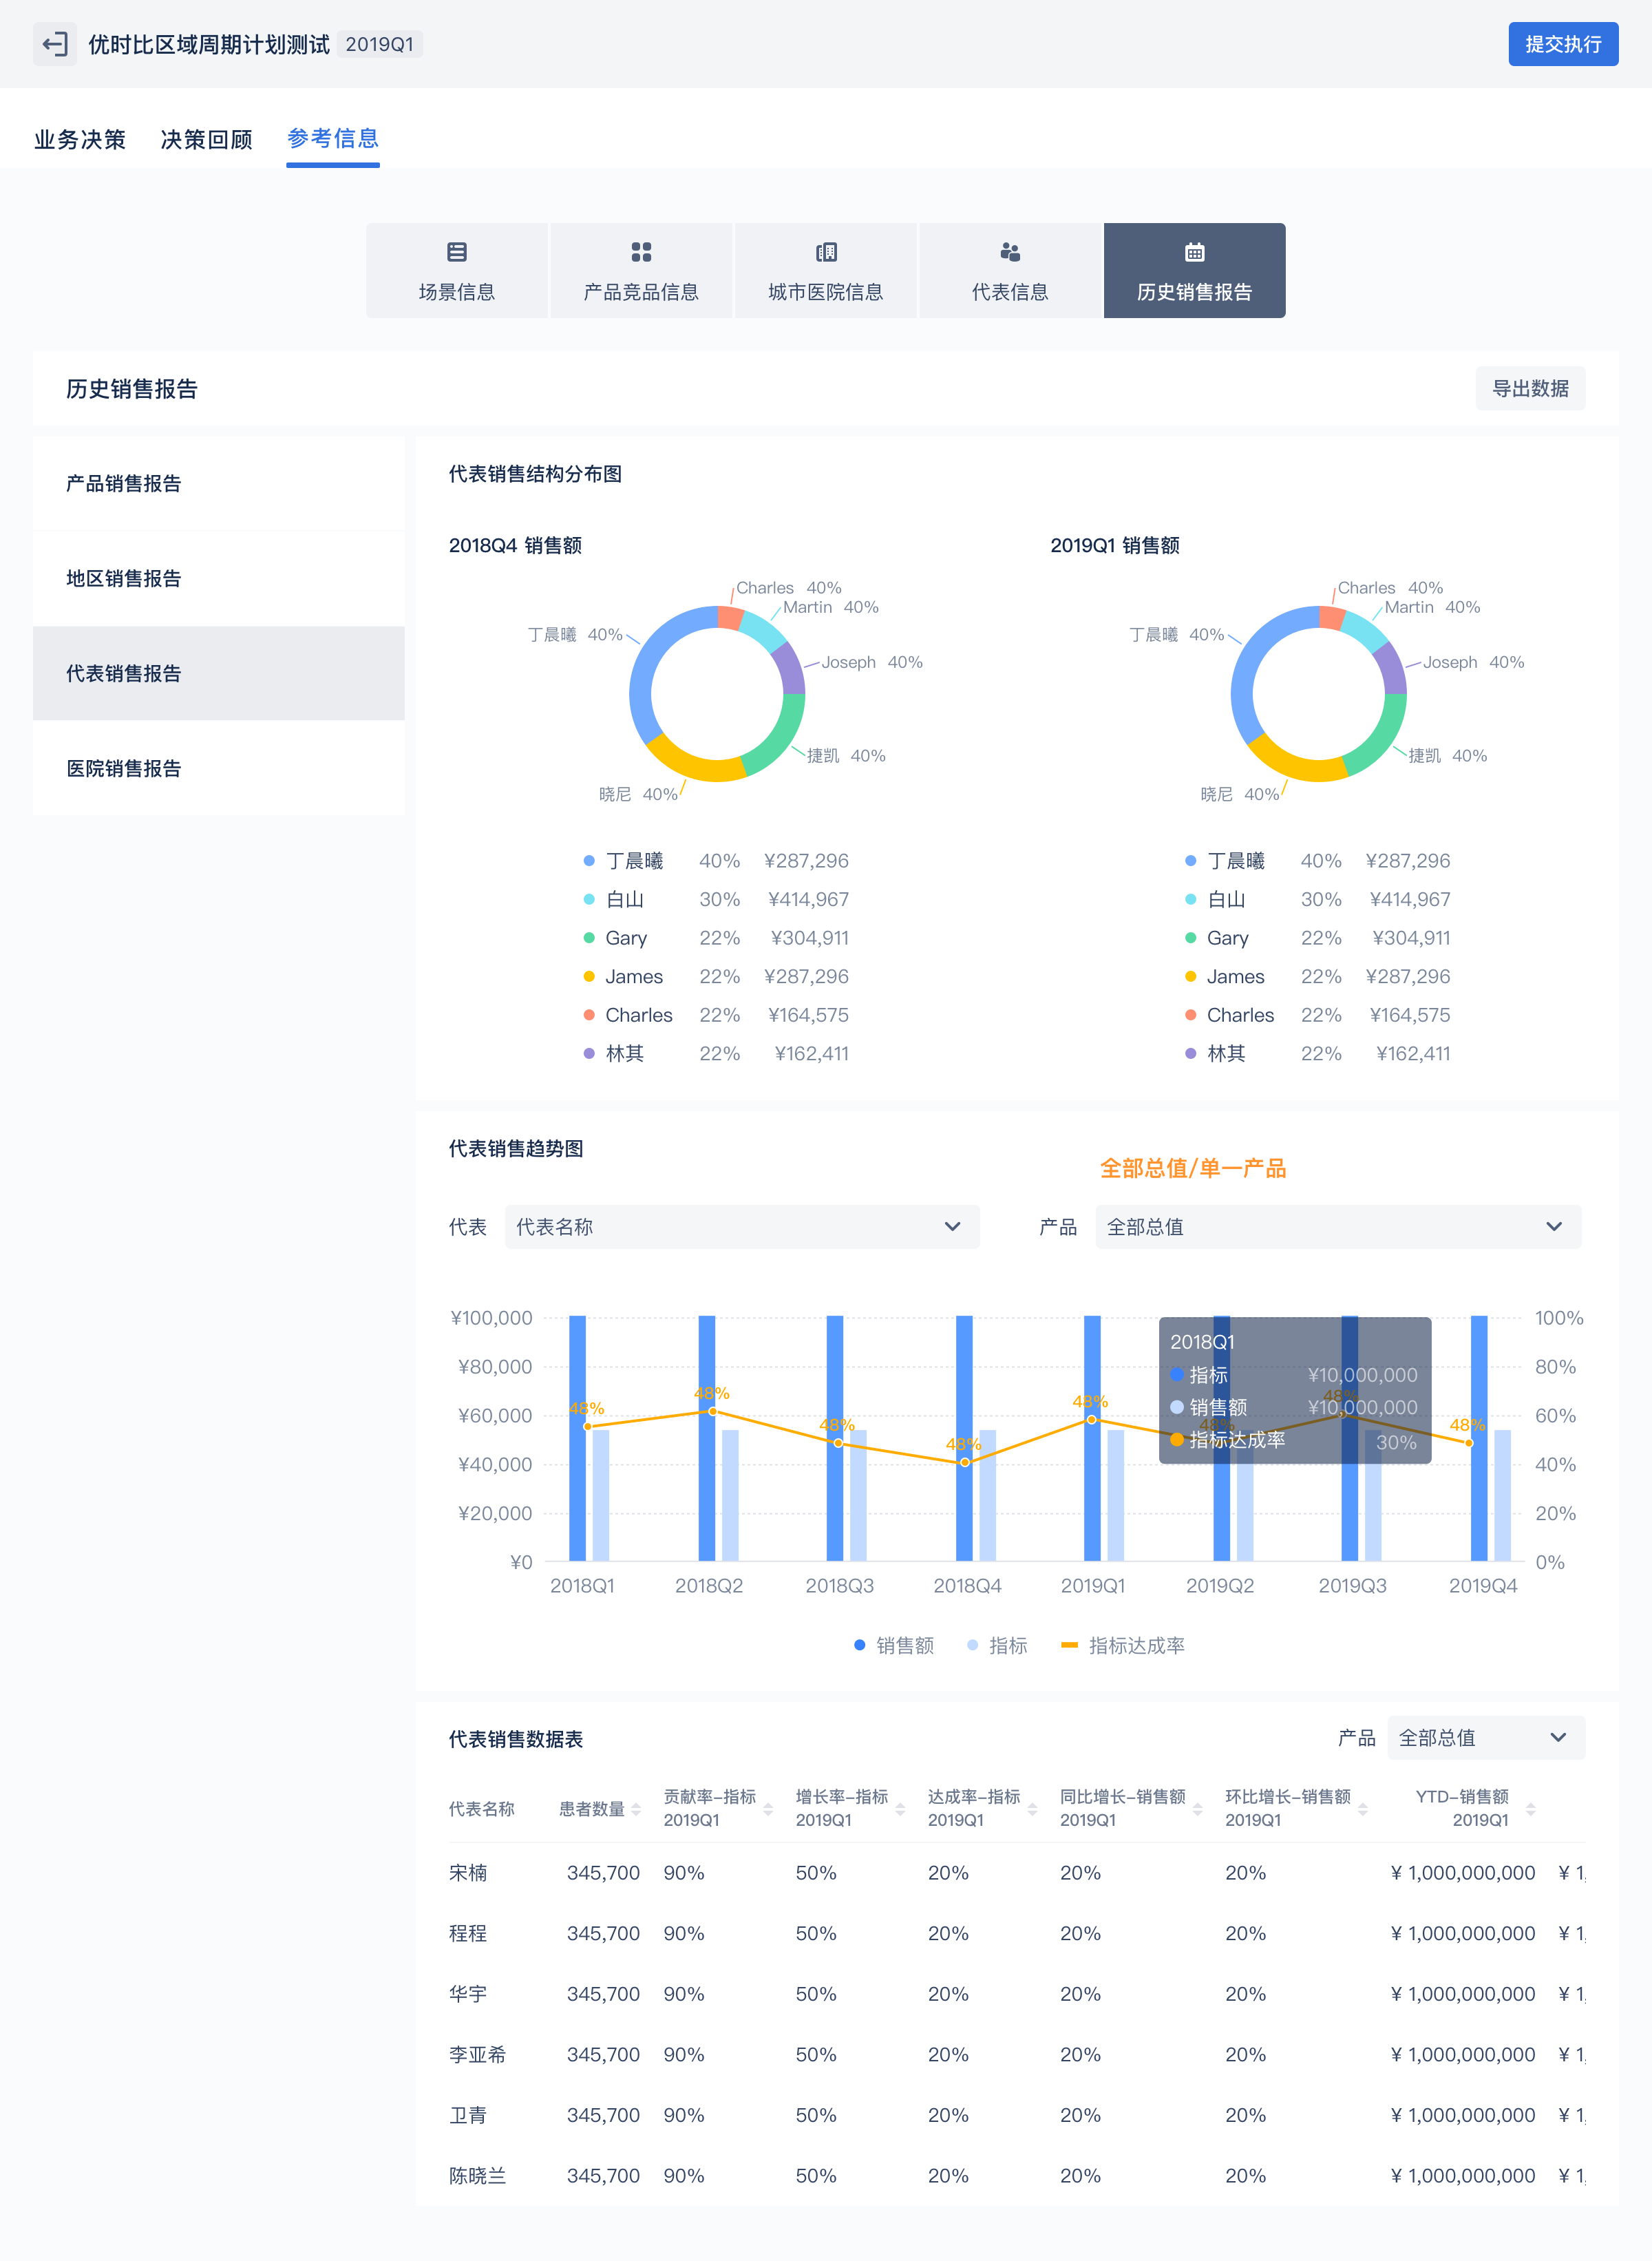 优时比区域周期计划测试 2019Q1
提交执行
业务决策 决策回顾 参考信息
场景信息 产品竞品信息 城市医院信息 代表信息 历史销售报告
历史销售报告
导出数据
产品销售报告
地区销售报告
代表销售报告
医院销售报告
代表销售结构分布图
2018Q4 销售额
Charles 40%
Martin 40%
丁晨曦 40%
Joseph 40%
捷凯 40%
晓尼 40%
丁晨曦 40% ¥287,296
白山 30% ¥414,967
Gary 22% ¥304,911
James 22% ¥287,296
Charles 22% ¥164,575
林其 22% ¥162,411
2019Q1 销售额
Charles 40%
Martin 40%
丁晨曦 40%
Joseph 40%
捷凯 40%
晓尼 40%
丁晨曦 40% ¥287,296
白山 30% ¥414,967
Gary 22% ¥304,911
James 22% ¥287,296
Charles 22% ¥164,575
林其 22% ¥162,411
代表销售趋势图
全部总值/单一产品
代表 代表名称
产品 全部总值
¥100,000 100%
¥80,000 80%
¥60,000 60%
¥40,000 40%
¥20,000 20%
¥0 0%
48% 48% 48% 48% 48% 48% 48% 48%
2018Q1
指标 ¥10,000,000
销售额 ¥10,000,000
指标达成率 30%
2018Q1 2018Q2 2018Q3 2018Q4 2019Q1 2019Q2 2019Q3 2019Q4
销售额 指标 指标达成率
代表销售数据表
产品 全部总值
代表名称 患者数量 贡献率-指标 增长率-指标 达成率-指标 同比增长-销售额 环比增长-销售额 YTD-销售额
2019Q1 2019Q1 2019Q1 2019Q1 2019Q1 2019Q1
宋楠 345,700 90% 50% 20% 20% 20% ¥ 1,000,000,000 ¥ 1,
程程 345,700 90% 50% 20% 20% 20% ¥ 1,000,000,000 ¥ 1,
华宇 345,700 90% 50% 20% 20% 20% ¥ 1,000,000,000 ¥ 1,
李亚希 345,700 90% 50% 20% 20% 20% ¥ 1,000,000,000 ¥ 1,
卫青 345,700 90% 50% 20% 20% 20% ¥ 1,000,000,000 ¥ 1,
陈晓兰 345,700 90% 50% 20% 20% 20% ¥ 1,000,000,000 ¥ 1,